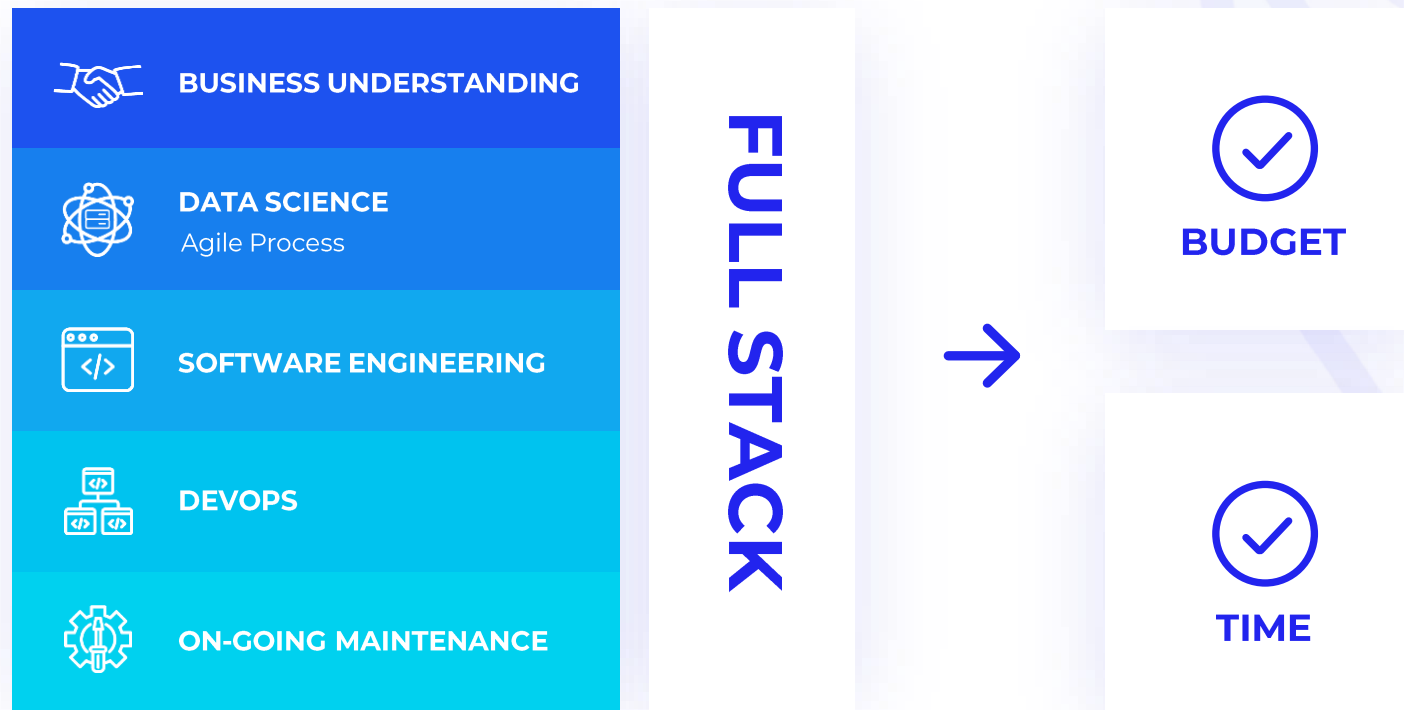 BUSINESS UNDERSTANDING
DATA SCIENCE
Agile Process
</>
SOFTWARE ENGINEERING
</>
</>
</>
DEVOPS
ON-GOING MAINTENANCE
FULL STACK
BUDGET
TIME